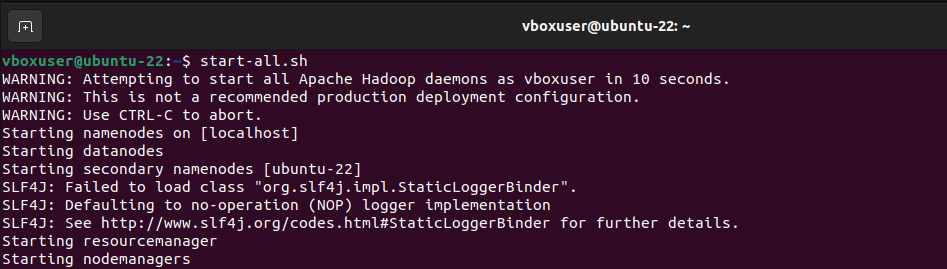 vboxuser@ubuntu-22: ~
vboxuser@ubuntu-22:~$ start-all.sh
WARNING: Attempting to start all Apache Hadoop daemons as vboxuser in 10 seconds.
WARNING: This is not a recommended production deployment configuration.
WARNING: Use CTRL-C to abort.
Starting namenodes on [localhost]
Starting datanodes
Starting secondary namenodes [ubuntu-22]
SLF4J: Failed to load class "org.slf4j.impl.StaticLoggerBinder".
SLF4J: Defaulting to no-operation (NOP) logger implementation
SLF4J: See http://www.slf4j.org/codes.html#StaticLoggerBinder for further details.
Starting resourcemanager
Starting nodemanagers